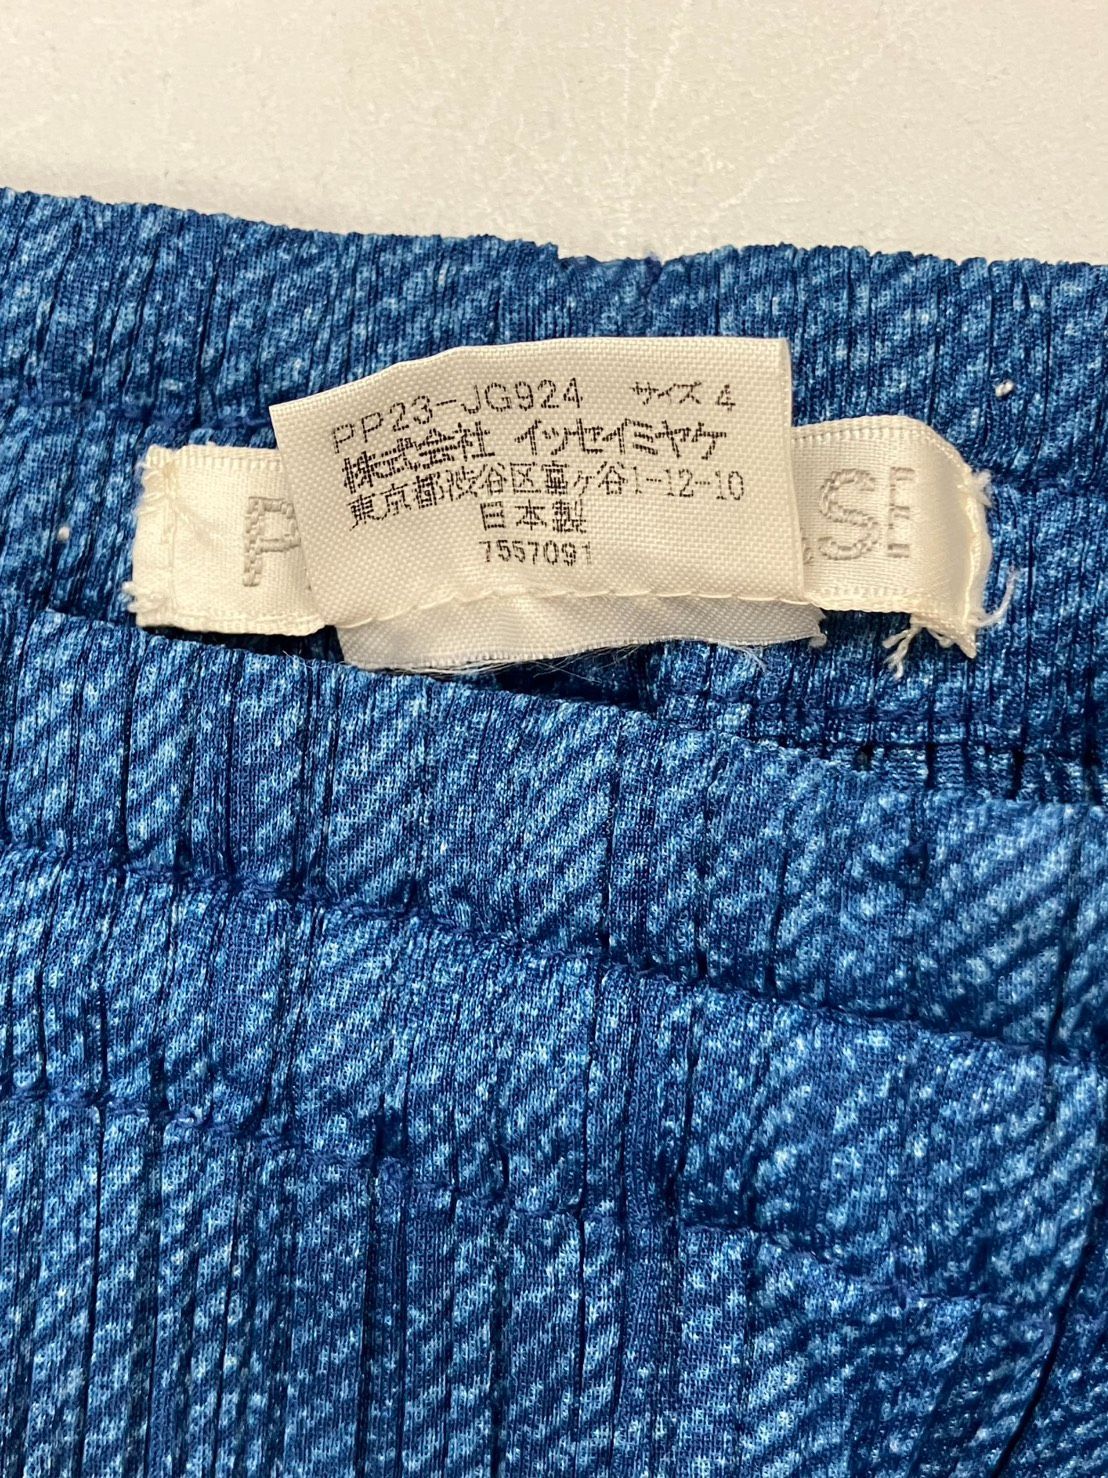 PP23-JG924 サイズ 4
株式会社 イッセイミヤケ
東京都渋谷区富ヶ谷1-12-10
日本製
7557091
P SE